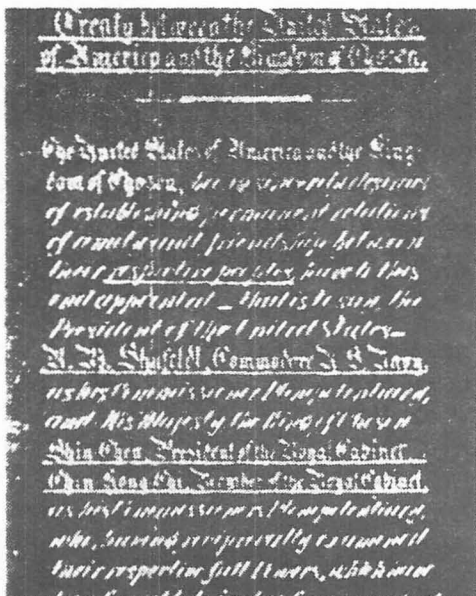 Treaty between the United States
of America and the Kingdom of Chosen.
The United States of America and the King-
dom of Chosen, being sincerely desirous
of establishing permanent relations
of amity and friendship between
their respective peoples, have to this
end appointed _ that is to say, the
President of the United States _
R. W. Shufeldt, Commodore U. S. Navy,
as his Commissioner Plenipotentiary,
and His Majesty the King of Chosen
Shin Chen, President of the Royal Cabinet
Chin Hong Chi, Member of the Royal Cabinet,
as his Commissioners Plenipotentiary,
who, having reciprocally examined
their respective full Powers, which